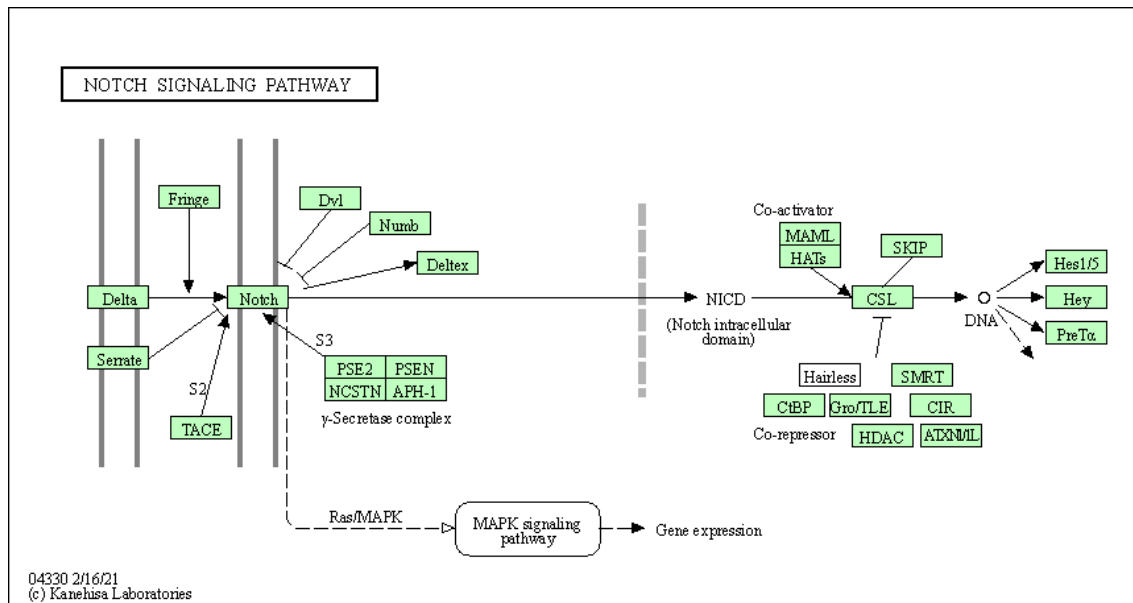 NOTCH SIGNALING PATHWAY
Fringe
Dvl
Numb
Deltex
Co-activator
MAML
HATs
SKIP
Hes1/5
Delta
Notch
NICD
(Notch intracellular
domain)
CSL
DNA
Hey
PreTα
Serrate
S3
S2
PSE2 PSEN
NCSTN APH-1
γ-Secretase complex
TACE
Hairless
SMRT
CtBP
Gro/TLE
CIR
Co-repressor
HDAC
ATXN1/1L
Ras/MAPK
MAPK signaling
pathway
Gene expression
04330 2/16/21
(c) Kanehisa Laboratories